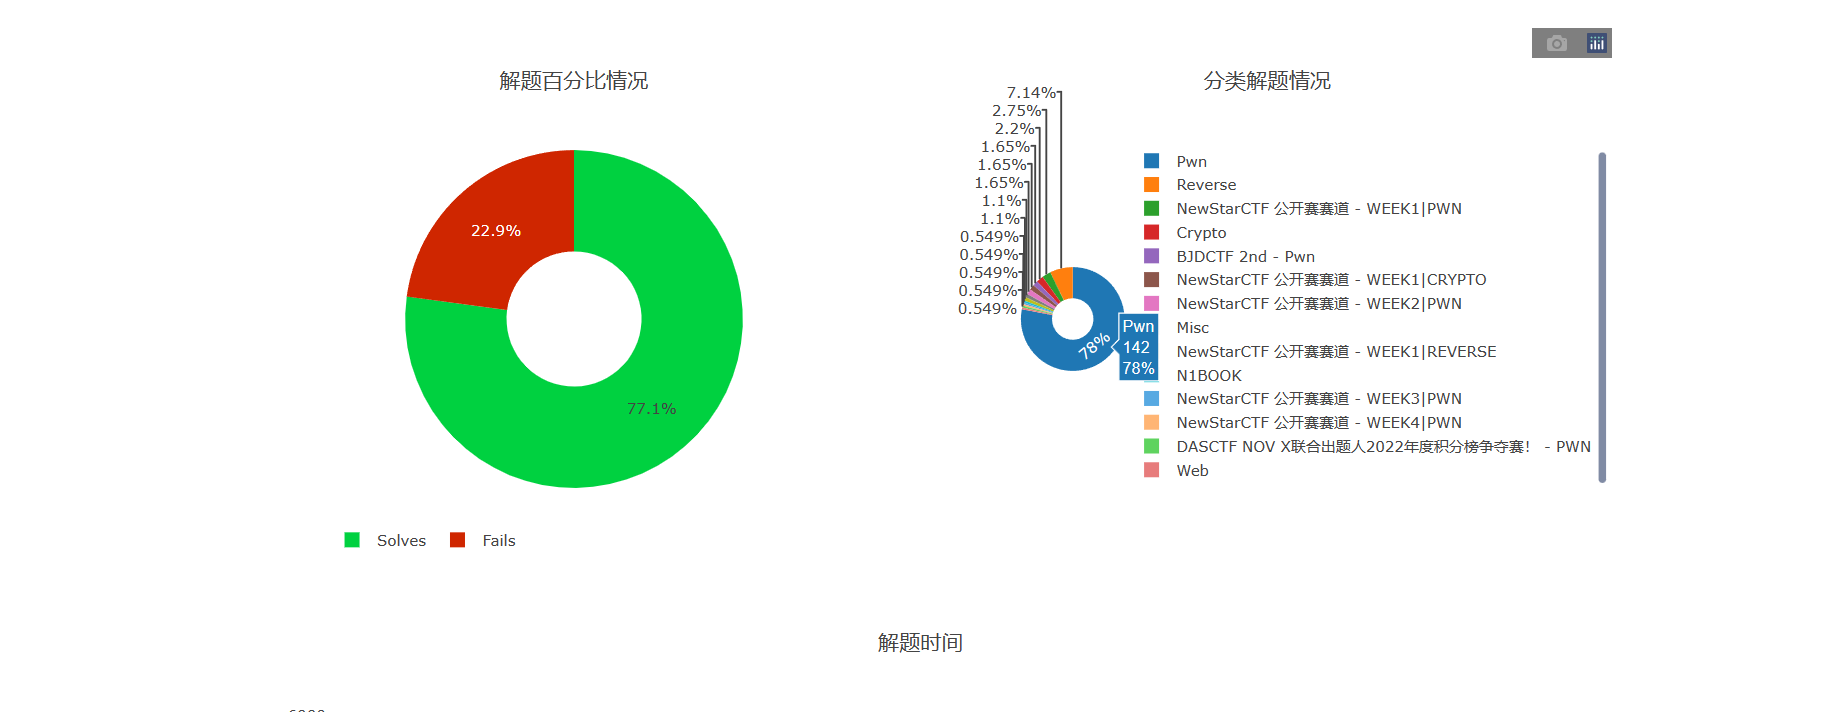 解题百分比情况
22.9%
77.1%
Solves
Fails
分类解题情况
7.14%
2.75%
2.2%
1.65%
1.65%
1.65%
1.1%
1.1%
0.549%
0.549%
0.549%
0.549%
0.549%
78%
Pwn
142
78%
Pwn
Reverse
NewStarCTF 公开赛赛道 - WEEK1|PWN
Crypto
BJDCTF 2nd - Pwn
NewStarCTF 公开赛赛道 - WEEK1|CRYPTO
NewStarCTF 公开赛赛道 - WEEK2|PWN
Misc
NewStarCTF 公开赛赛道 - WEEK1|REVERSE
N1BOOK
NewStarCTF 公开赛赛道 - WEEK3|PWN
NewStarCTF 公开赛赛道 - WEEK4|PWN
DASCTF NOV X联合出题人2022年度积分榜争夺赛! - PWN
Web
解题时间